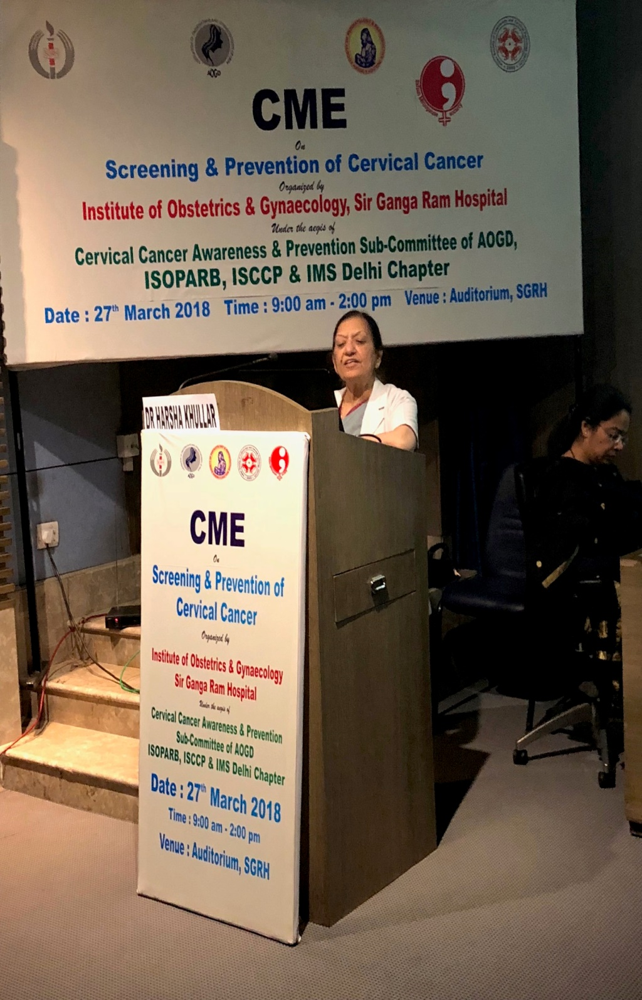 AOGD
CME
On
Screening & Prevention of Cervical Cancer
Organized by
Institute of Obstetrics & Gynaecology, Sir Ganga Ram Hospital
Under the aegis of
Cervical Cancer Awareness & Prevention Sub-Committee of AOGD,
ISOPARB, ISCCP & IMS Delhi Chapter
Date : 27th March 2018 Time : 9:00 am - 2:00 pm Venue : Auditorium, SGRH
DR HARSHA KHULLAR
AOGD
CME
On
Screening & Prevention of
Cervical Cancer
Organized by
Institute of Obstetrics & Gynaecology
Sir Ganga Ram Hospital
Under the aegis of
Cervical Cancer Awareness & Prevention
Sub-Committee of AOGD
ISOPARB, ISCCP & IMS Delhi Chapter
Date : 27th March 2018
Time : 9:00 am - 2:00 pm
Venue : Auditorium, SGRH